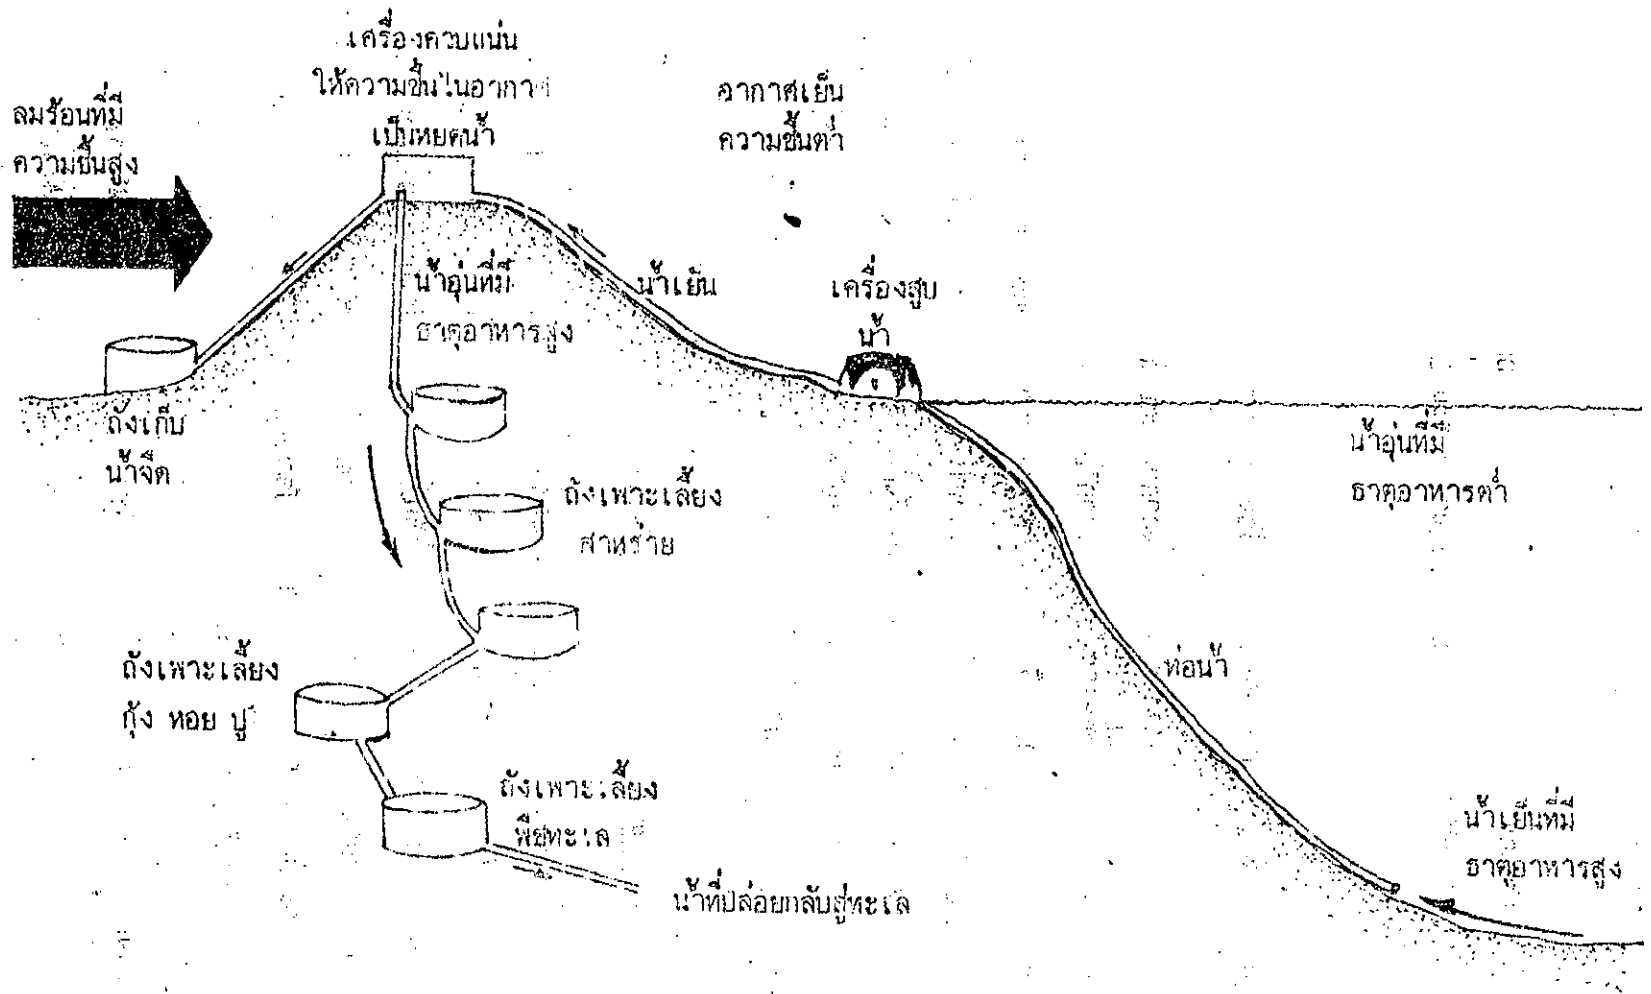 เครื่องควบแน่น
ให้ความชื้นในอากาศ
เป็นหยดน้ำ
ลมร้อนที่มี
ความชื้นสูง
อากาศเย็น
ความชื้นต่ำ
น้ำอุ่นที่มี
ธาตุอาหารสูง
น้ำเย็น
เครื่องสูบ
น้ำ
ถังเก็บ
น้ำจืด
น้ำอุ่นที่มี
ธาตุอาหารต่ำ
ถังเพาะเลี้ยง
สาหร่าย
ถังเพาะเลี้ยง
กุ้ง หอย ปู
ท่อน้ำ
ถังเพาะเลี้ยง
พืชทะเล
น้ำเย็นที่มี
ธาตุอาหารสูง
น้ำที่ปล่อยกลับสู่ทะเล